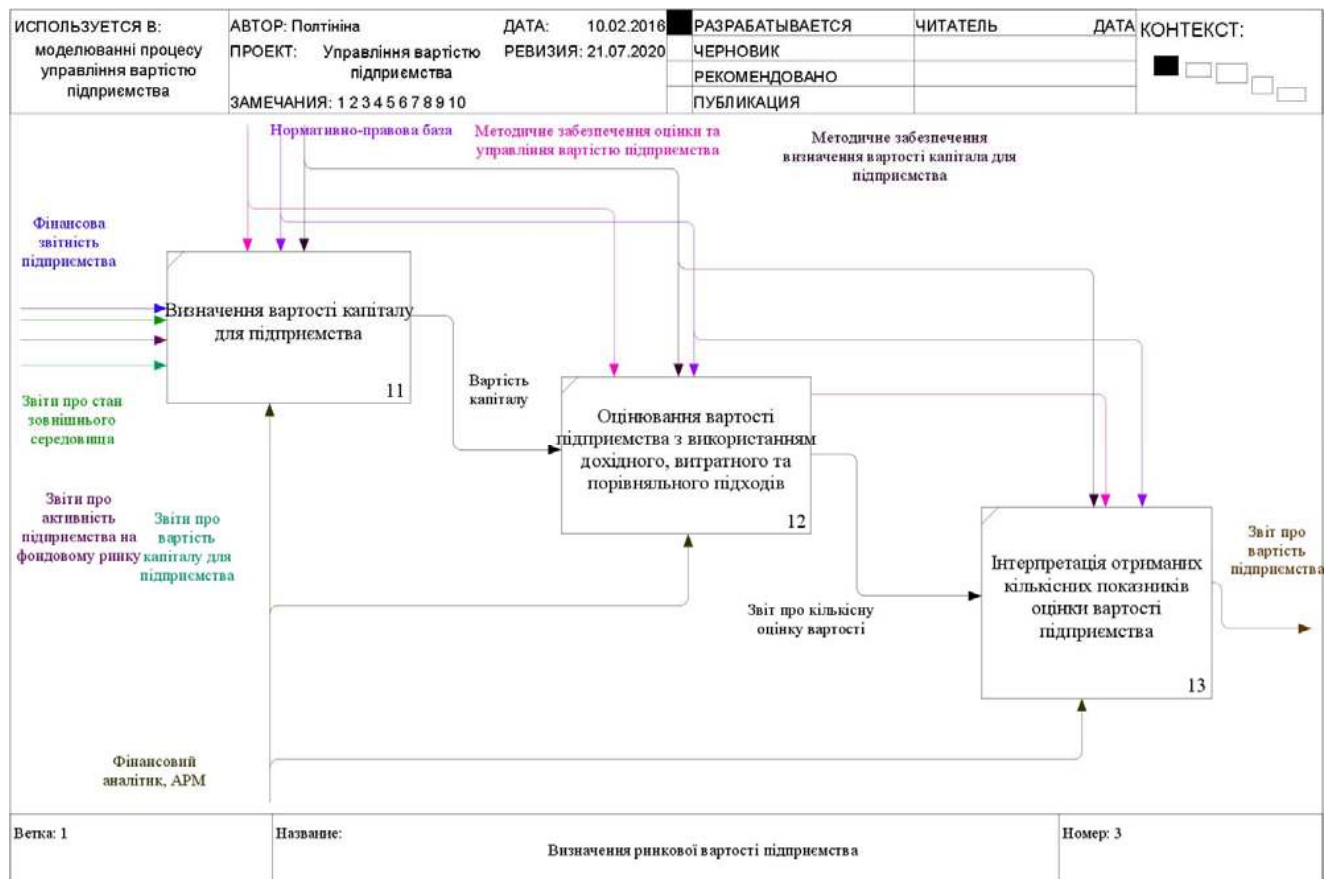 ИСПОЛЬЗУЕТСЯ В:
моделюванні процесу
управління вартістю
підприємства
АВТОР: Полтініна
ДАТА: 10.02.2016
ПРОЕКТ: Управління вартістю
підприємства
РЕВИЗИЯ: 21.07.2020
ЗАМЕЧАНИЯ: 1 2 3 4 5 6 7 8 9 10
РАЗРАБАТЫВАЕТСЯ
ЧЕРНОВИК
РЕКОМЕНДОВАНО
ПУБЛИКАЦИЯ
ЧИТАТЕЛЬ
ДАТА
КОНТЕКСТ:
Нормативно-правова база
Методичне забезпечення оцінки та
управління вартістю підприємства
Методичне забезпечення
визначення вартості капітала для
підприємства
Фінансова
звітність
підприємства
Визначення вартості капіталу
для підприємства
11
Звіти про стан
зовнішнього
середовища
Вартість
капіталу
Оцінювання вартості
підприємства з використанням
дохідного, витратного та
порівняльного підходів
12
Звіти про
активність
підприємства на
фондовому ринку
Звіти про
вартість
капіталу для
підприємства
Звіт про
вартість
підприємства
Інтерпретація отриманих
кількісних показників
оцінки вартості
підприємства
13
Звіт про кількісну
оцінку вартості
Фінансовий
аналітик, АРМ
Ветка: 1
Название:
Визначення ринкової вартості підприємства
Номер: 3